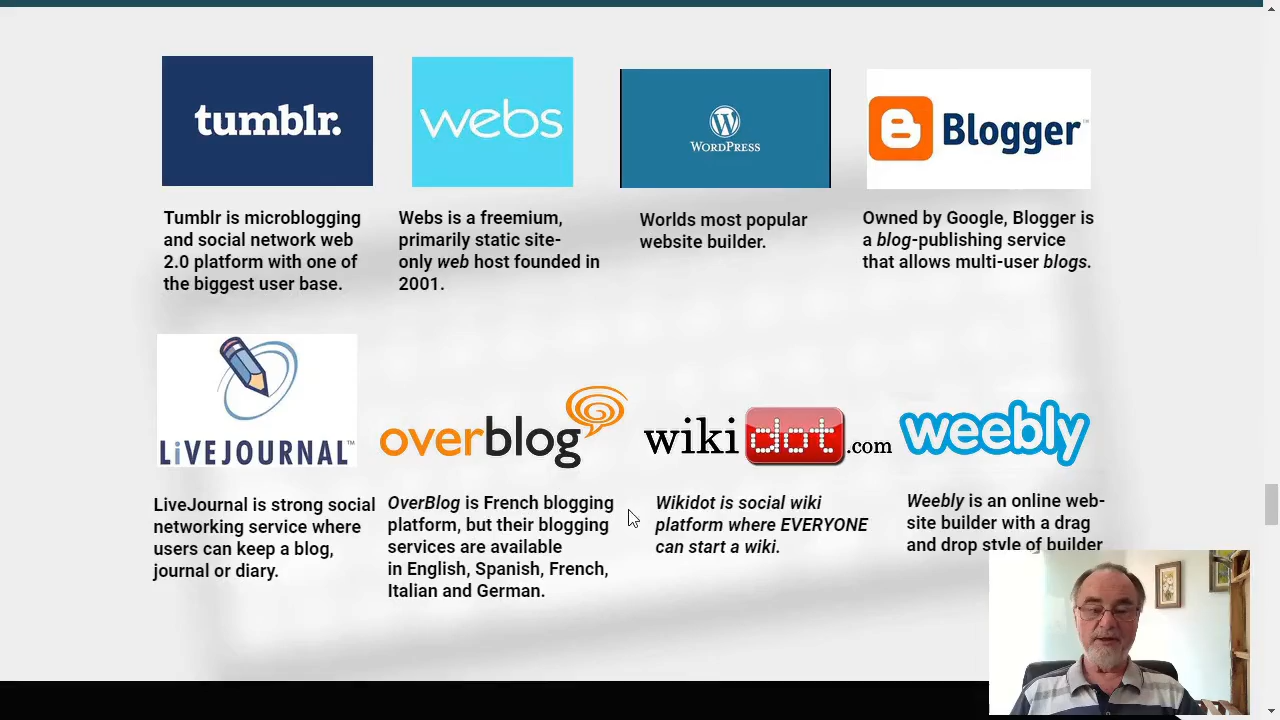 tumblr.
webs
WORDPRESS
Blogger™
Tumblr is microblogging
and social network web
2.0 platform with one of
the biggest user base.
Webs is a freemium,
primarily static site-
only web host founded in
2001.
Worlds most popular
website builder.
Owned by Google, Blogger is
a blog-publishing service
that allows multi-user blogs.
LiVEJOURNAL™
overblog
wikidot.com
weebly
LiveJournal is strong social
networking service where
users can keep a blog,
journal or diary.
OverBlog is French blogging
platform, but their blogging
services are available
in English, Spanish, French,
Italian and German.
Wikidot is social wiki
platform where EVERYONE
can start a wiki.
Weebly is an online web-
site builder with a drag
and drop style of builder